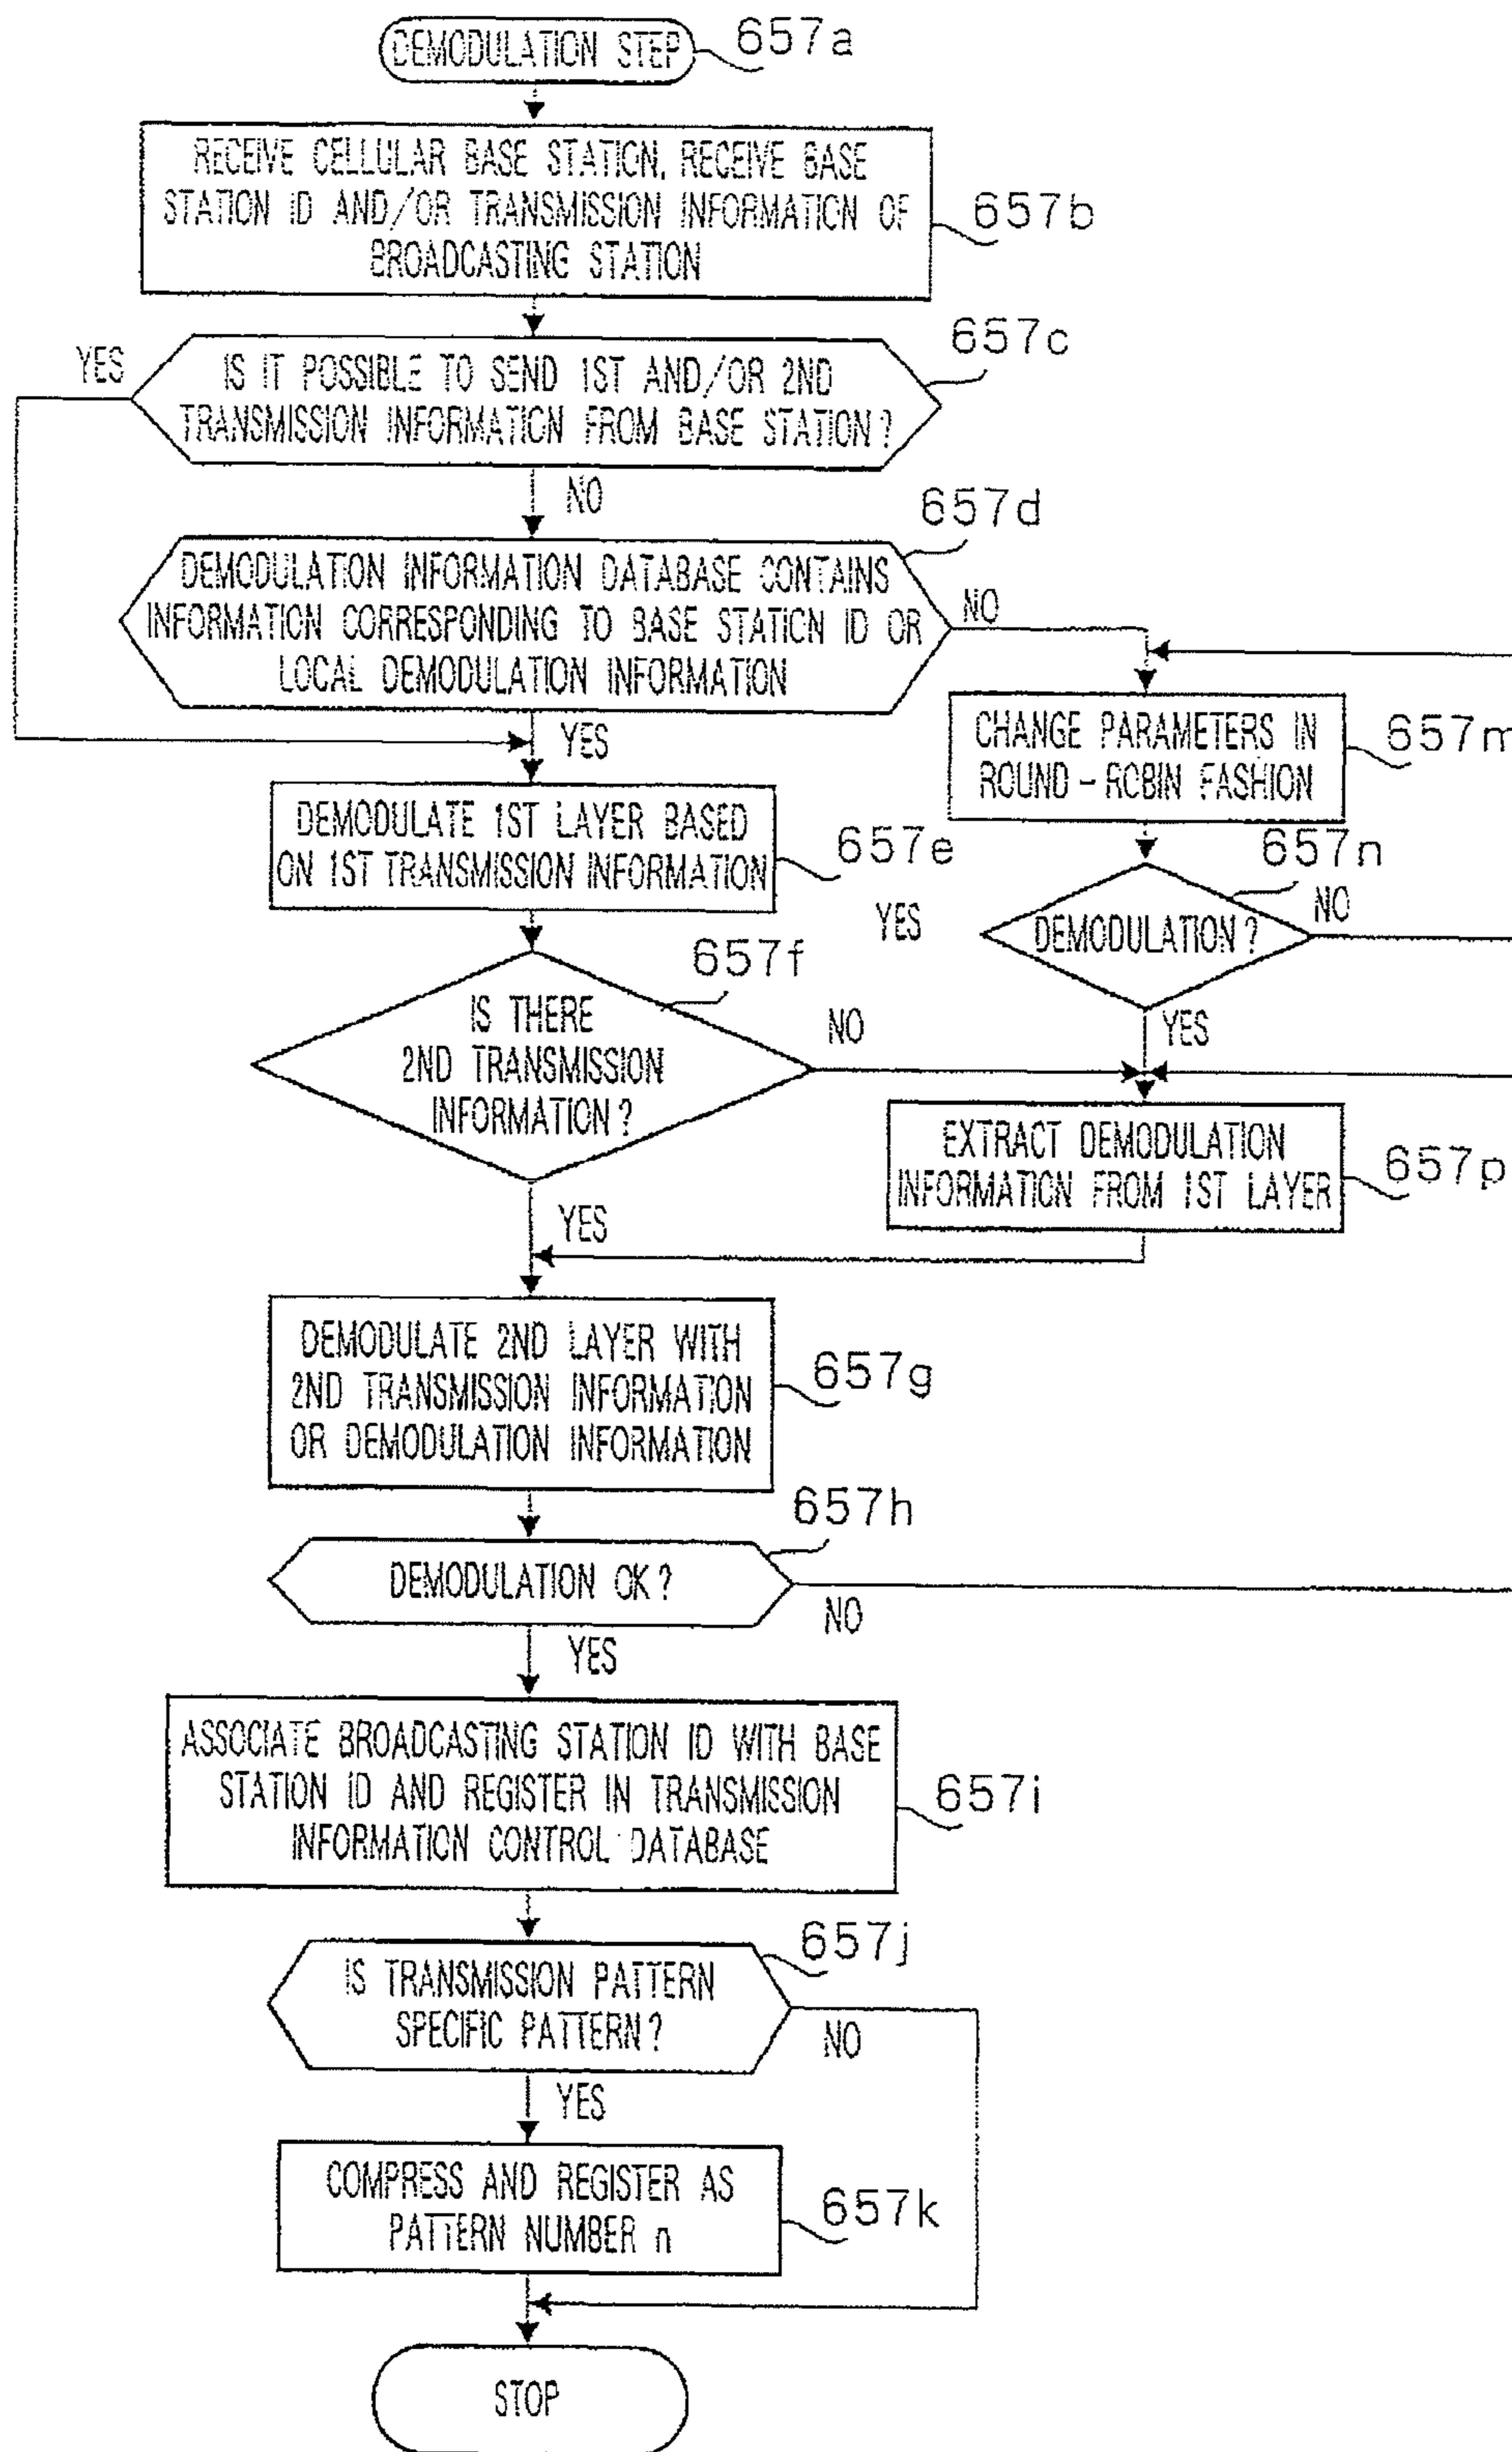 DEMODULATION STEP
657a
RECEIVE CELLULAR BASE STATION, RECEIVE BASE
STATION ID AND/OR TRANSMISSION INFORMATION OF
BROADCASTING STATION
657b
YES
IS IT POSSIBLE TO SEND 1ST AND/OR 2ND
TRANSMISSION INFORMATION FROM BASE STATION?
657c
NO
657d
DEMODULATION INFORMATION DATABASE CONTAINS
INFORMATION CORRESPONDING TO BASE STATION ID OR
LOCAL DEMODULATION INFORMATION
NO
YES
CHANGE PARAMETERS IN
ROUND-ROBIN FASHION
657m
DEMODULATE 1ST LAYER BASED
ON 1ST TRANSMISSION INFORMATION
657e
657n
YES
DEMODULATION?
NO
657f
IS THERE
2ND TRANSMISSION
INFORMATION?
NO
YES
EXTRACT DEMODULATION
INFORMATION FROM 1ST LAYER
657p
YES
DEMODULATE 2ND LAYER WITH
2ND TRANSMISSION INFORMATION
OR DEMODULATION INFORMATION
657g
657h
DEMODULATION OK?
NO
YES
ASSOCIATE BROADCASTING STATION ID WITH BASE
STATION ID AND REGISTER IN TRANSMISSION
INFORMATION CONTROL DATABASE
657i
657j
IS TRANSMISSION PATTERN
SPECIFIC PATTERN?
NO
YES
COMPRESS AND REGISTER AS
PATTERN NUMBER n
657k
STOP